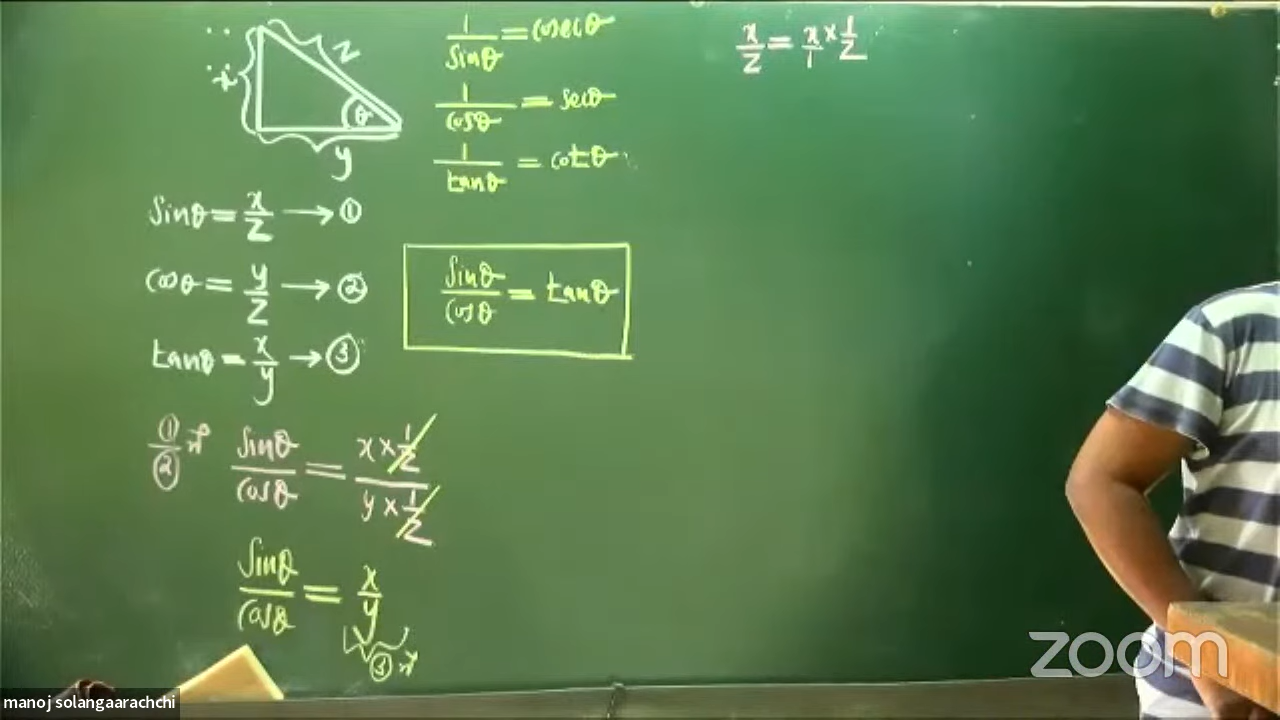 x
z
θ
y
sinθ = x/z → ①
cosθ = y/z → ②
tanθ = x/y → ③
①/②
sinθ/cosθ = x × 1/z / y × 1/z
sinθ/cosθ = x/y
③
1/sinθ = cosecθ
1/cosθ = secθ
1/tanθ = cotθ
sinθ/cosθ = tanθ
x/z = x/1 × 1/z
zoom
manoj solangaarachchi